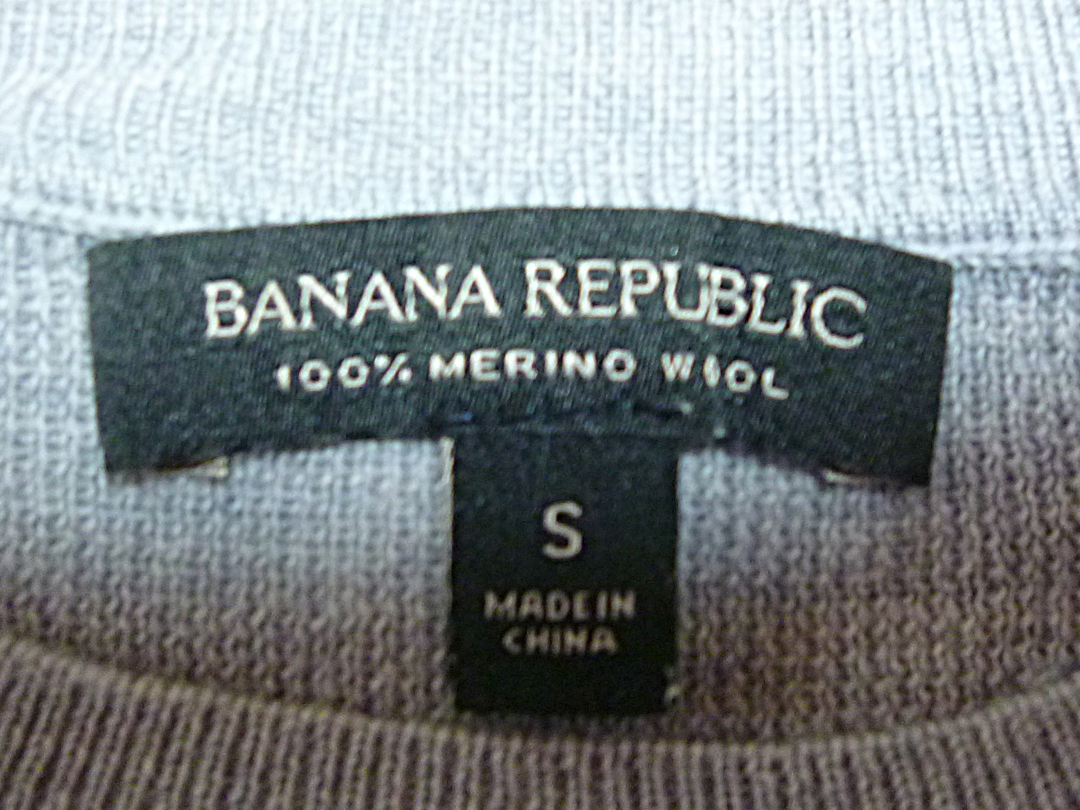 BANANA REPUBLIC
100% MERINO WOOL
S
MADE IN
CHINA